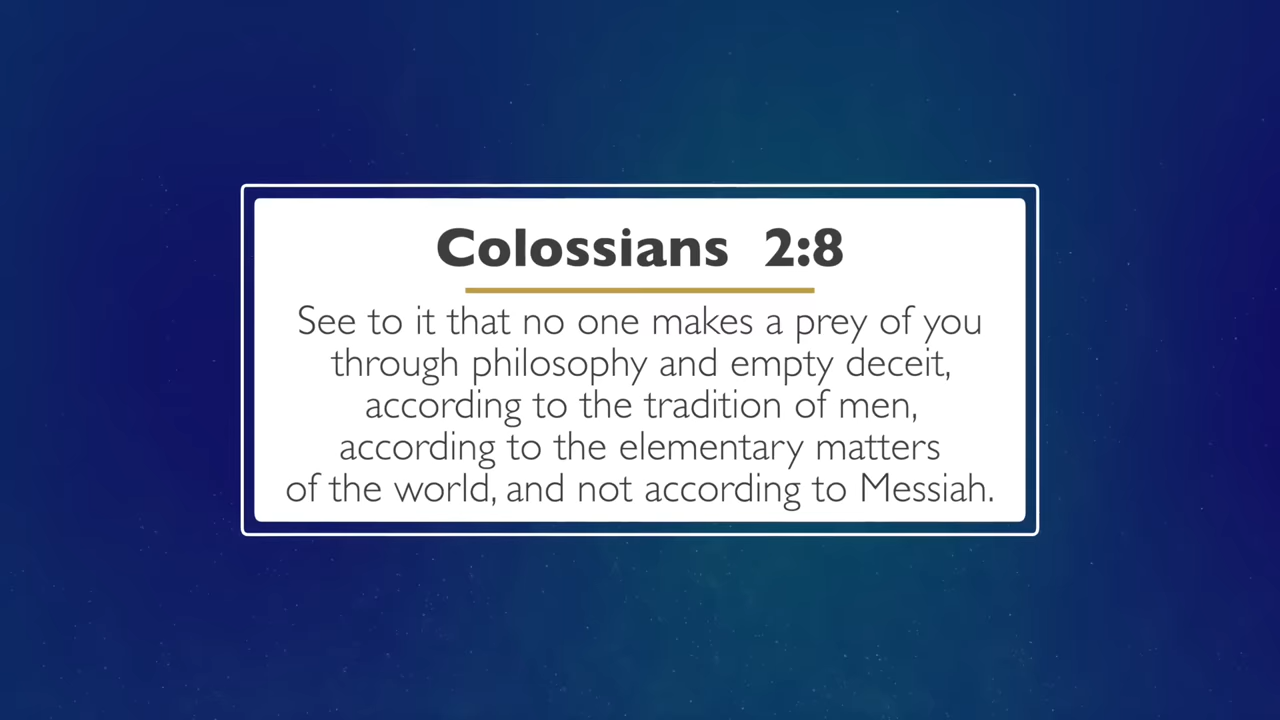 Colossians 2:8
See to it that no one makes a prey of you
through philosophy and empty deceit,
according to the tradition of men,
according to the elementary matters
of the world, and not according to Messiah.